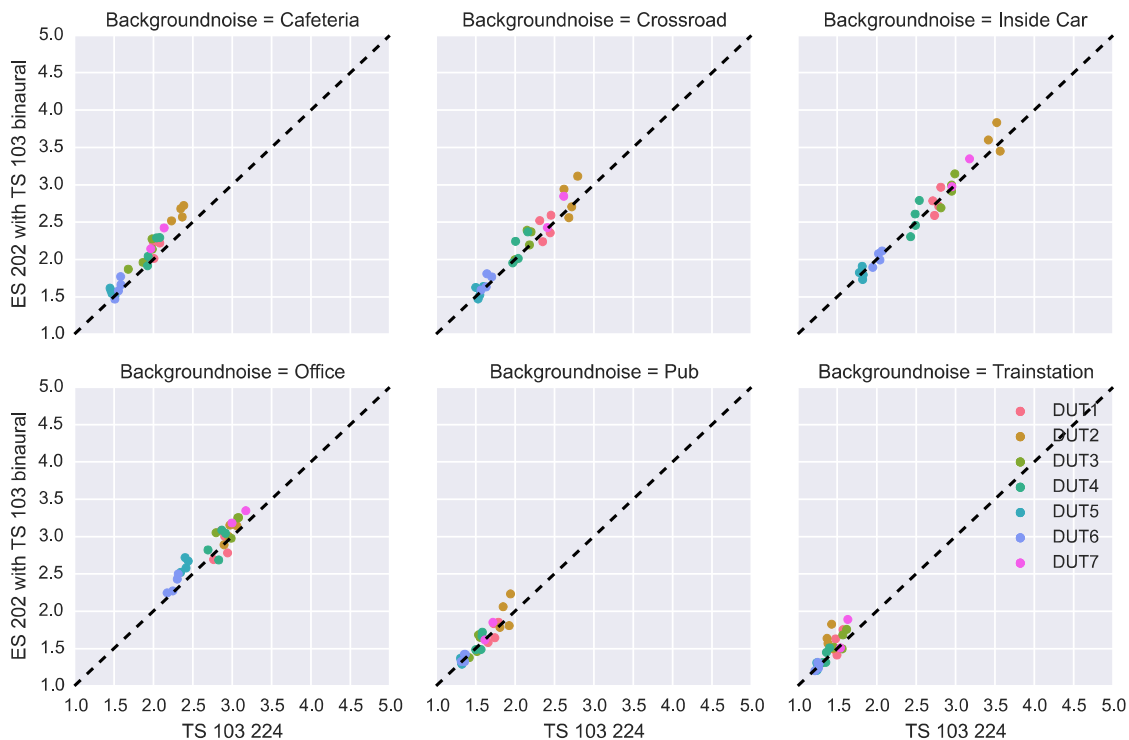 Backgroundnoise = Cafeteria
Backgroundnoise = Crossroad
Backgroundnoise = Inside Car
5.0
4.5
4.0
3.5
3.0
2.5
2.0
1.5
1.0
ES 202 with TS 103 binaural
Backgroundnoise = Office
Backgroundnoise = Pub
Backgroundnoise = Trainstation
5.0
4.5
4.0
3.5
3.0
2.5
2.0
1.5
1.0
ES 202 with TS 103 binaural
DUT1
DUT2
DUT3
DUT4
DUT5
DUT6
DUT7
1.0 1.5 2.0 2.5 3.0 3.5 4.0 4.5 5.0
1.0 1.5 2.0 2.5 3.0 3.5 4.0 4.5 5.0
1.0 1.5 2.0 2.5 3.0 3.5 4.0 4.5 5.0
TS 103 224
TS 103 224
TS 103 224